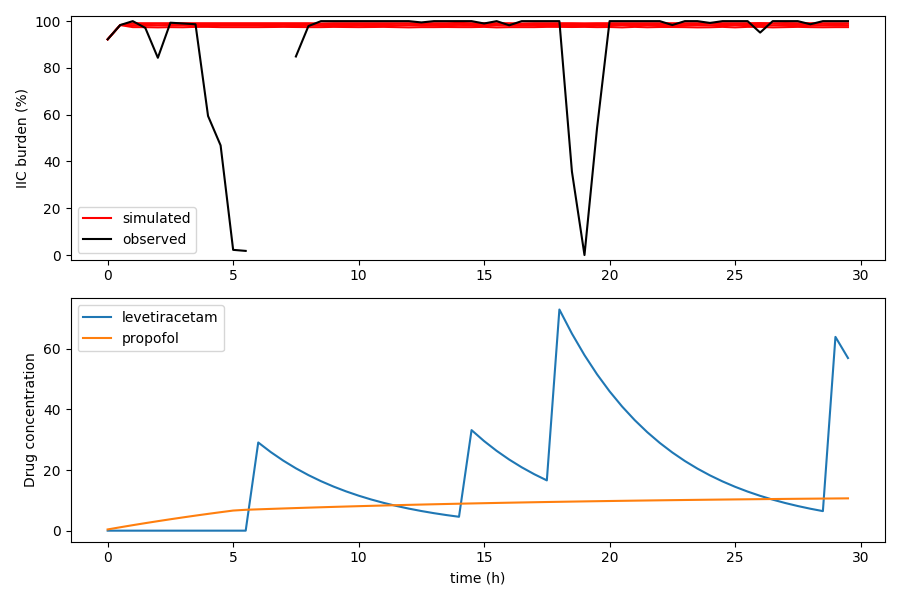 IIC burden (%)
100
80
60
40
20
0
simulated
observed
0 5 10 15 20 25 30
Drug concentration
60
40
20
0
levetiracetam
propofol
0 5 10 15 20 25 30
time (h)